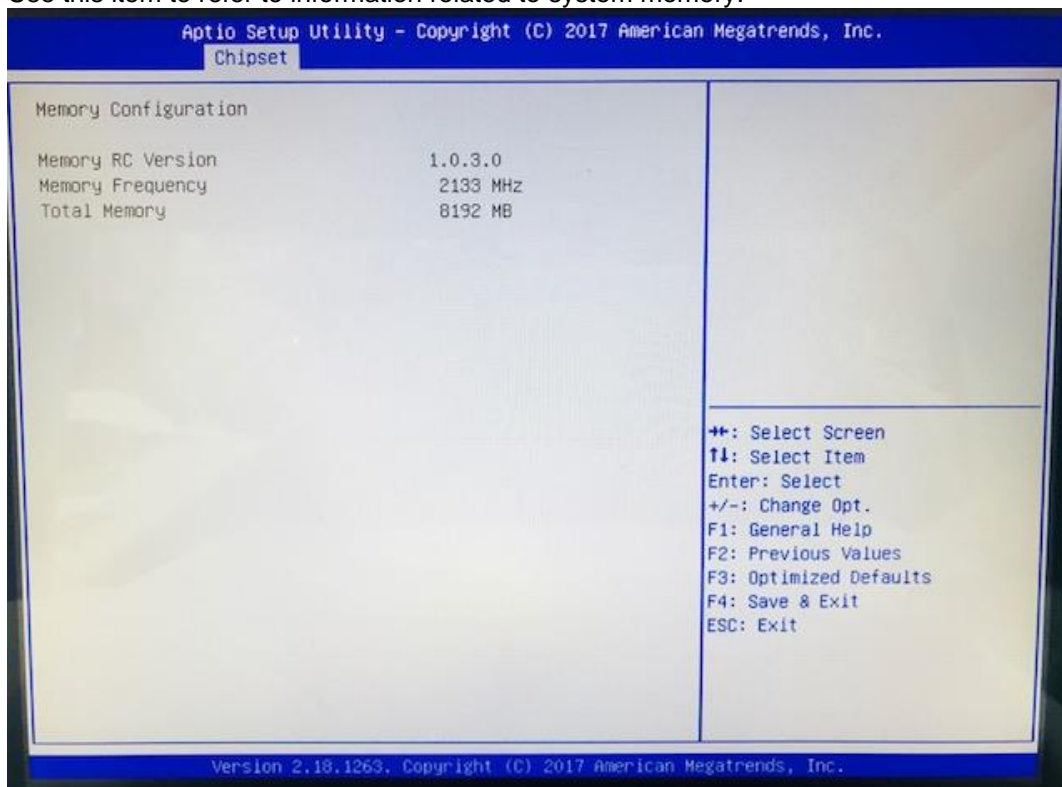 Use this item to refer to information related to system memory.
Aptio Setup Utility – Copyright (C) 2017 American Megatrends, Inc.
Chipset
Memory Configuration
Memory RC Version 1.0.3.0
Memory Frequency 2133 MHz
Total Memory 8192 MB
→←: Select Screen
↑↓: Select Item
Enter: Select
+/-: Change Opt.
F1: General Help
F2: Previous Values
F3: Optimized Defaults
F4: Save & Exit
ESC: Exit
Version 2.18.1263. Copyright (C) 2017 American Megatrends, Inc.